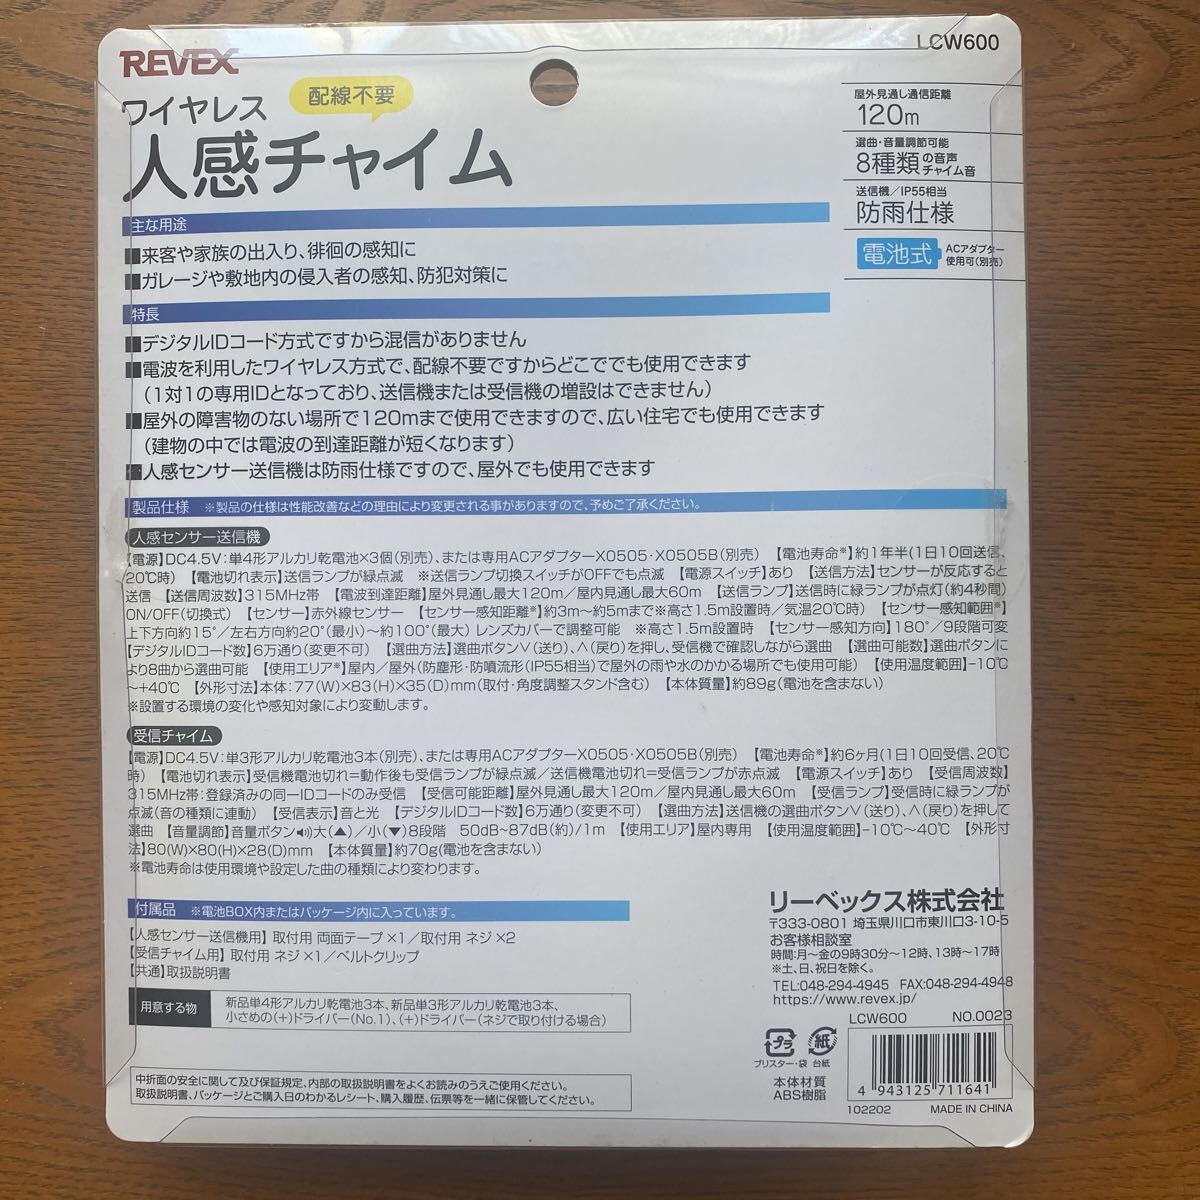 REVEX
LCW600
ワイヤレス
配線不要
人感チャイム
屋外見通し通信距離
120m
選曲・音量調節可能
8種類の音声チャイム音
送信機/IP55相当
防雨仕様
電池式 ACアダプター使用可(別売)
主な用途
■来客や家族の出入り、徘徊の感知に
■ガレージや敷地内の侵入者の感知、防犯対策に
特長
■デジタルIDコード方式ですから混信がありません
■電波を利用したワイヤレス方式で、配線不要ですからどこででも使用できます
(1対1の専用IDとなっており、送信機または受信機の増設はできません)
■屋外の障害物のない場所で120mまで使用できますので、広い住宅でも使用できます
(建物の中では電波の到達距離が短くなります)
■人感センサー送信機は防雨仕様ですので、屋外でも使用できます
製品仕様 ※製品の仕様は性能改善などの理由により変更される事がありますので、予めご了承ください。
人感センサー送信機
【電源】DC4.5V:単4形アルカリ乾電池×3個(別売)、または専用ACアダプターX0505・X0505B(別売) 【電池寿命※】約1年半(1日10回送信、
20℃時) 【電池切れ表示】送信ランプが緑点滅 ※送信ランプ切換スイッチがOFFでも点滅 【電源スイッチ】あり 【送信方法】センサーが反応すると
送信 【送信周波数】315MHz帯 【電波到達距離】屋外見通し最大120m/屋内見通し最大60m 【送信ランプ】送信時に緑ランプが点灯(約4秒間)
ON/OFF(切換式) 【センサー】赤外線センサー 【センサー感知距離※】約3m~約5mまで※高さ1.5m設置時/気温20℃時) 【センサー感知範囲※】
上下方向約15°/左右方向約20°(最小)~約100°(最大) レンズカバーで調整可能 ※高さ1.5m設置時 【センサー感知方向】180°/9段階可変
【デジタルIDコード数】6万通り(変更不可) 【選曲方法】選曲ボタン∨(送り)、∧(戻り)を押し、受信機で確認しながら選曲 【選曲可能数】選曲ボタンに
より8曲から選曲可能 【使用エリア※】屋内/屋外(防塵形・防噴流形(IP55相当)で屋外の雨や水のかかる場所でも使用可能) 【使用温度範囲】-10℃
~+40℃ 【外形寸法】本体:77(W)×83(H)×35(D)mm(取付・角度調整スタンド含む) 【本体質量】約89g(電池を含まない)
※設置する環境の変化や感知対象により変動します。
受信チャイム
【電源】DC4.5V:単3形アルカリ乾電池3本(別売)、または専用ACアダプターX0505・X0505B(別売) 【電池寿命※】約6ヶ月(1日10回受信、20℃
時) 【電池切れ表示】受信機電池切れ=動作後も受信ランプが緑点滅/送信機電池切れ=受信ランプが赤点滅 【電源スイッチ】あり 【受信周波数】
315MHz帯:登録済みの同一IDコードのみ受信 【受信可能距離】屋外見通し最大120m/屋内見通し最大60m 【受信ランプ】受信時に緑ランプが
点滅(音の種類に連動) 【受信表示】音と光 【デジタルIDコード数】6万通り(変更不可) 【選曲方法】送信機の選曲ボタン∨(送り)、∧(戻り)を押して
選曲 【音量調節】音量ボタン🔊大(▲)/小(▼)8段階 50dB~87dB(約)/1m 【使用エリア】屋内専用 【使用温度範囲】-10℃~40℃ 【外形寸
法】80(W)×80(H)×28(D)mm 【本体質量】約70g(電池を含まない)
※電池寿命は使用環境や設定した曲の種類により変わります。
付属品 ※電池BOX内またはパッケージ内に入っています。
【人感センサー送信機用】取付用 両面テープ×1/取付用 ネジ×2
【受信チャイム用】取付用 ネジ×1/ベルトクリップ
【共通】取扱説明書
用意する物
新品単4形アルカリ乾電池3本、新品単3形アルカリ乾電池3本、
小さめの(+)ドライバー(No.1)、(+)ドライバー(ネジで取り付ける場合)
中折面の安全に関して及び保証規定、内部の取扱説明書をよくお読みのうえご使用ください。
取扱説明書、パッケージとご購入日のわかるレシート、購入履歴、伝票等を一緒に保管してください。
リーベックス株式会社
〒333-0801 埼玉県川口市東川口3-10-5
お客様相談室
時間:月~金の9時30分~12時、13時~17時
※土、日、祝日を除く。
TEL:048-294-4945 FAX:048-294-4948
https://www.revex.jp/
LCW600 NO.0023
プラ 紙
ブリスター・袋 台紙
本体材質
ABS樹脂
4 943125 711641
102202 MADE IN CHINA